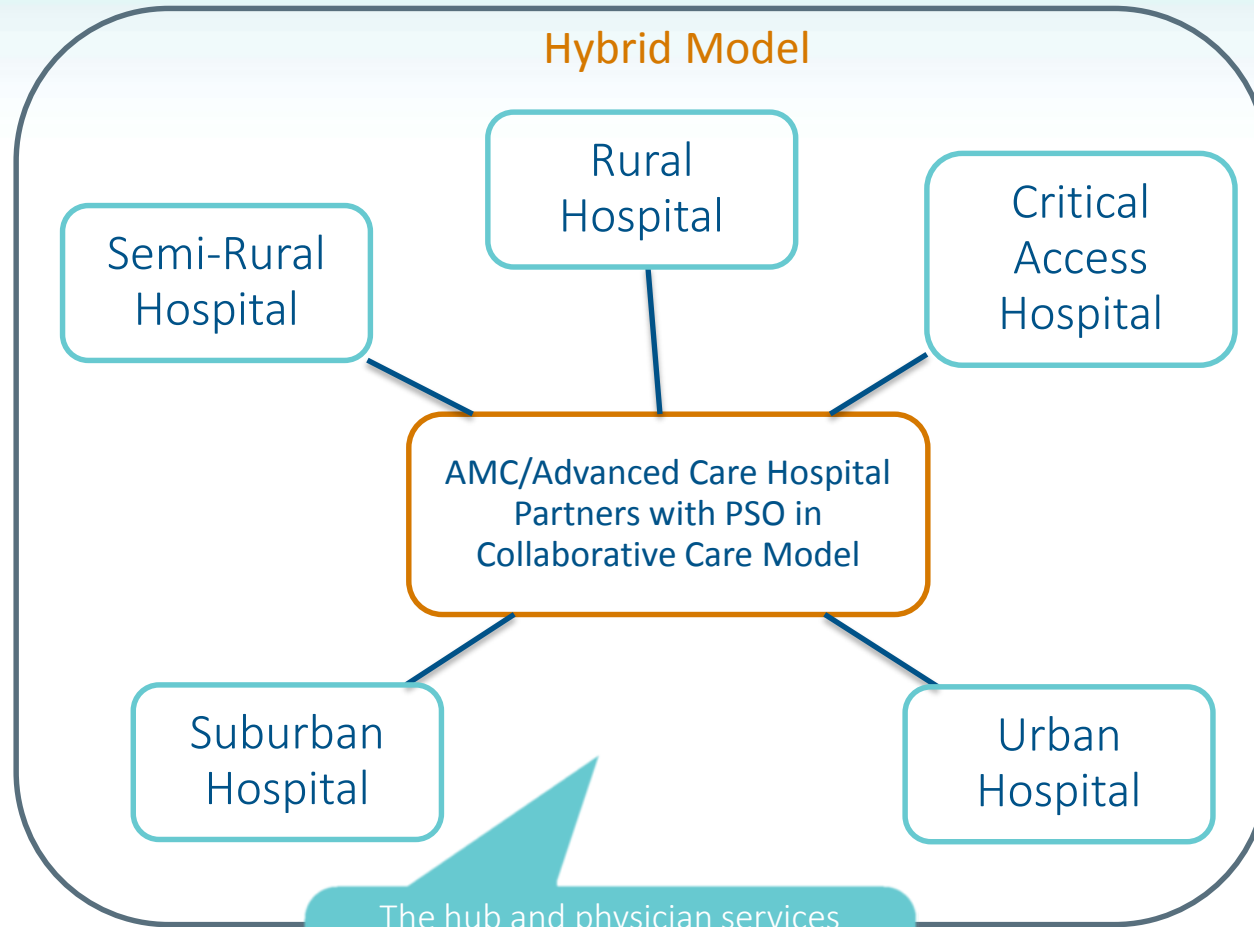 Hybrid Model
Rural
Hospital
Semi-Rural
Hospital
Critical
Access
Hospital
AMC/Advanced Care Hospital
Partners with PSO in
Collaborative Care Model
Suburban
Hospital
Urban
Hospital
The hub and physician services